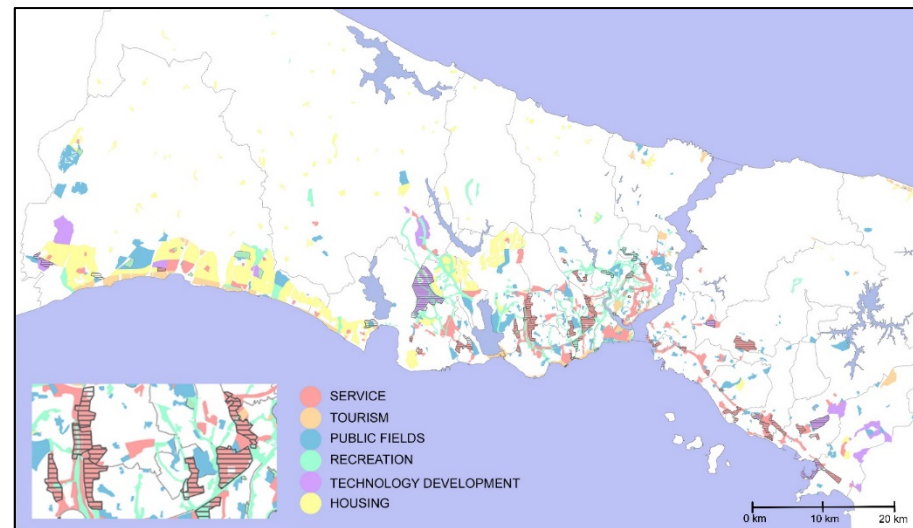 SERVICE
TOURISM
PUBLIC FIELDS
RECREATION
TECHNOLOGY DEVELOPMENT
HOUSING
0 km 10 km 20 km